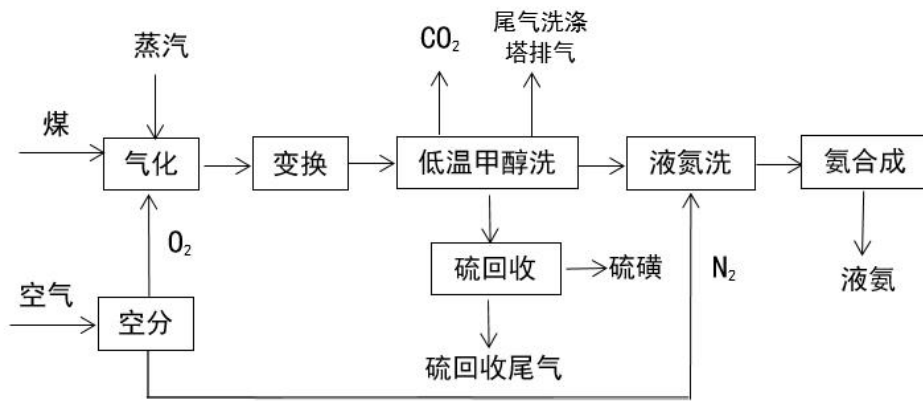 蒸汽
CO₂
尾气洗涤
塔排气
煤
气化
变换
低温甲醇洗
液氮洗
氨合成
O₂
硫回收
硫磺
N₂
液氨
空气
空分
硫回收尾气